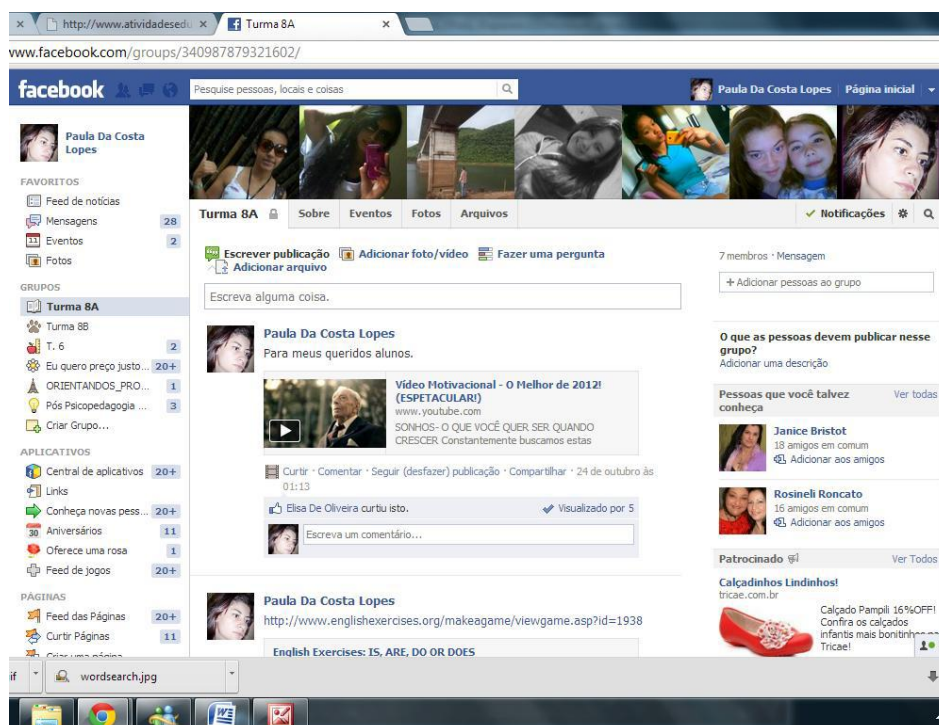 http://www.atividadesedu
Turma 8A
www.facebook.com/groups/340987879321602/
facebook
Pesquise pessoas, locais e coisas
Paula Da Costa Lopes
Página inicial
Paula Da Costa
Lopes
FAVORITOS
Feed de notícias
Mensagens 28
Eventos 2
Fotos
GRUPOS
Turma 8A
Turma 8B
T. 6 2
Eu quero preço justo... 20+
ORIENTANDOS_PRO... 1
Pós Psicopedagogia ... 3
Criar Grupo...
APLICATIVOS
Central de aplicativos 20+
Links
Conheça novas pess... 20+
30 Aniversários 11
Oferece uma rosa 1
Feed de jogos 20+
PÁGINAS
Feed das Páginas 20+
Curtir Páginas 11
Criar uma página
Turma 8A Sobre Eventos Fotos Arquivos
Notificações
Escrever publicação Adicionar foto/vídeo Fazer uma pergunta
Adicionar arquivo
Escreva alguma coisa.
Paula Da Costa Lopes
Para meus queridos alunos.
Vídeo Motivacional - O Melhor de 2012!
(ESPETACULAR!)
www.youtube.com
SONHOS- O QUE VOCÊ QUER SER QUANDO
CRESCER Constantemente buscamos estas
Curtir · Comentar · Seguir (desfazer) publicação · Compartilhar · 24 de outubro às
01:13
Elisa De Oliveira curtiu isto.
Visualizado por 5
Escreva um comentário...
Paula Da Costa Lopes
http://www.englishexercises.org/makeagame/viewgame.asp?id=1938
English Exercises: IS, ARE, DO OR DOES
7 membros · Mensagem
+ Adicionar pessoas ao grupo
O que as pessoas devem publicar nesse
grupo?
Adicionar uma descrição
Pessoas que você talvez
conheça
Ver todas
Janice Bristot
18 amigos em comum
Adicionar aos amigos
Rosineli Roncato
16 amigos em comum
Adicionar aos amigos
Patrocinado
Ver Todos
Calçadinhos Lindinhos!
tricae.com.br
Calçado Pampili 16%OFF!
Confira os calçados
infantis mais bonitinhos
Tricae!
1
if
wordsearch.jpg